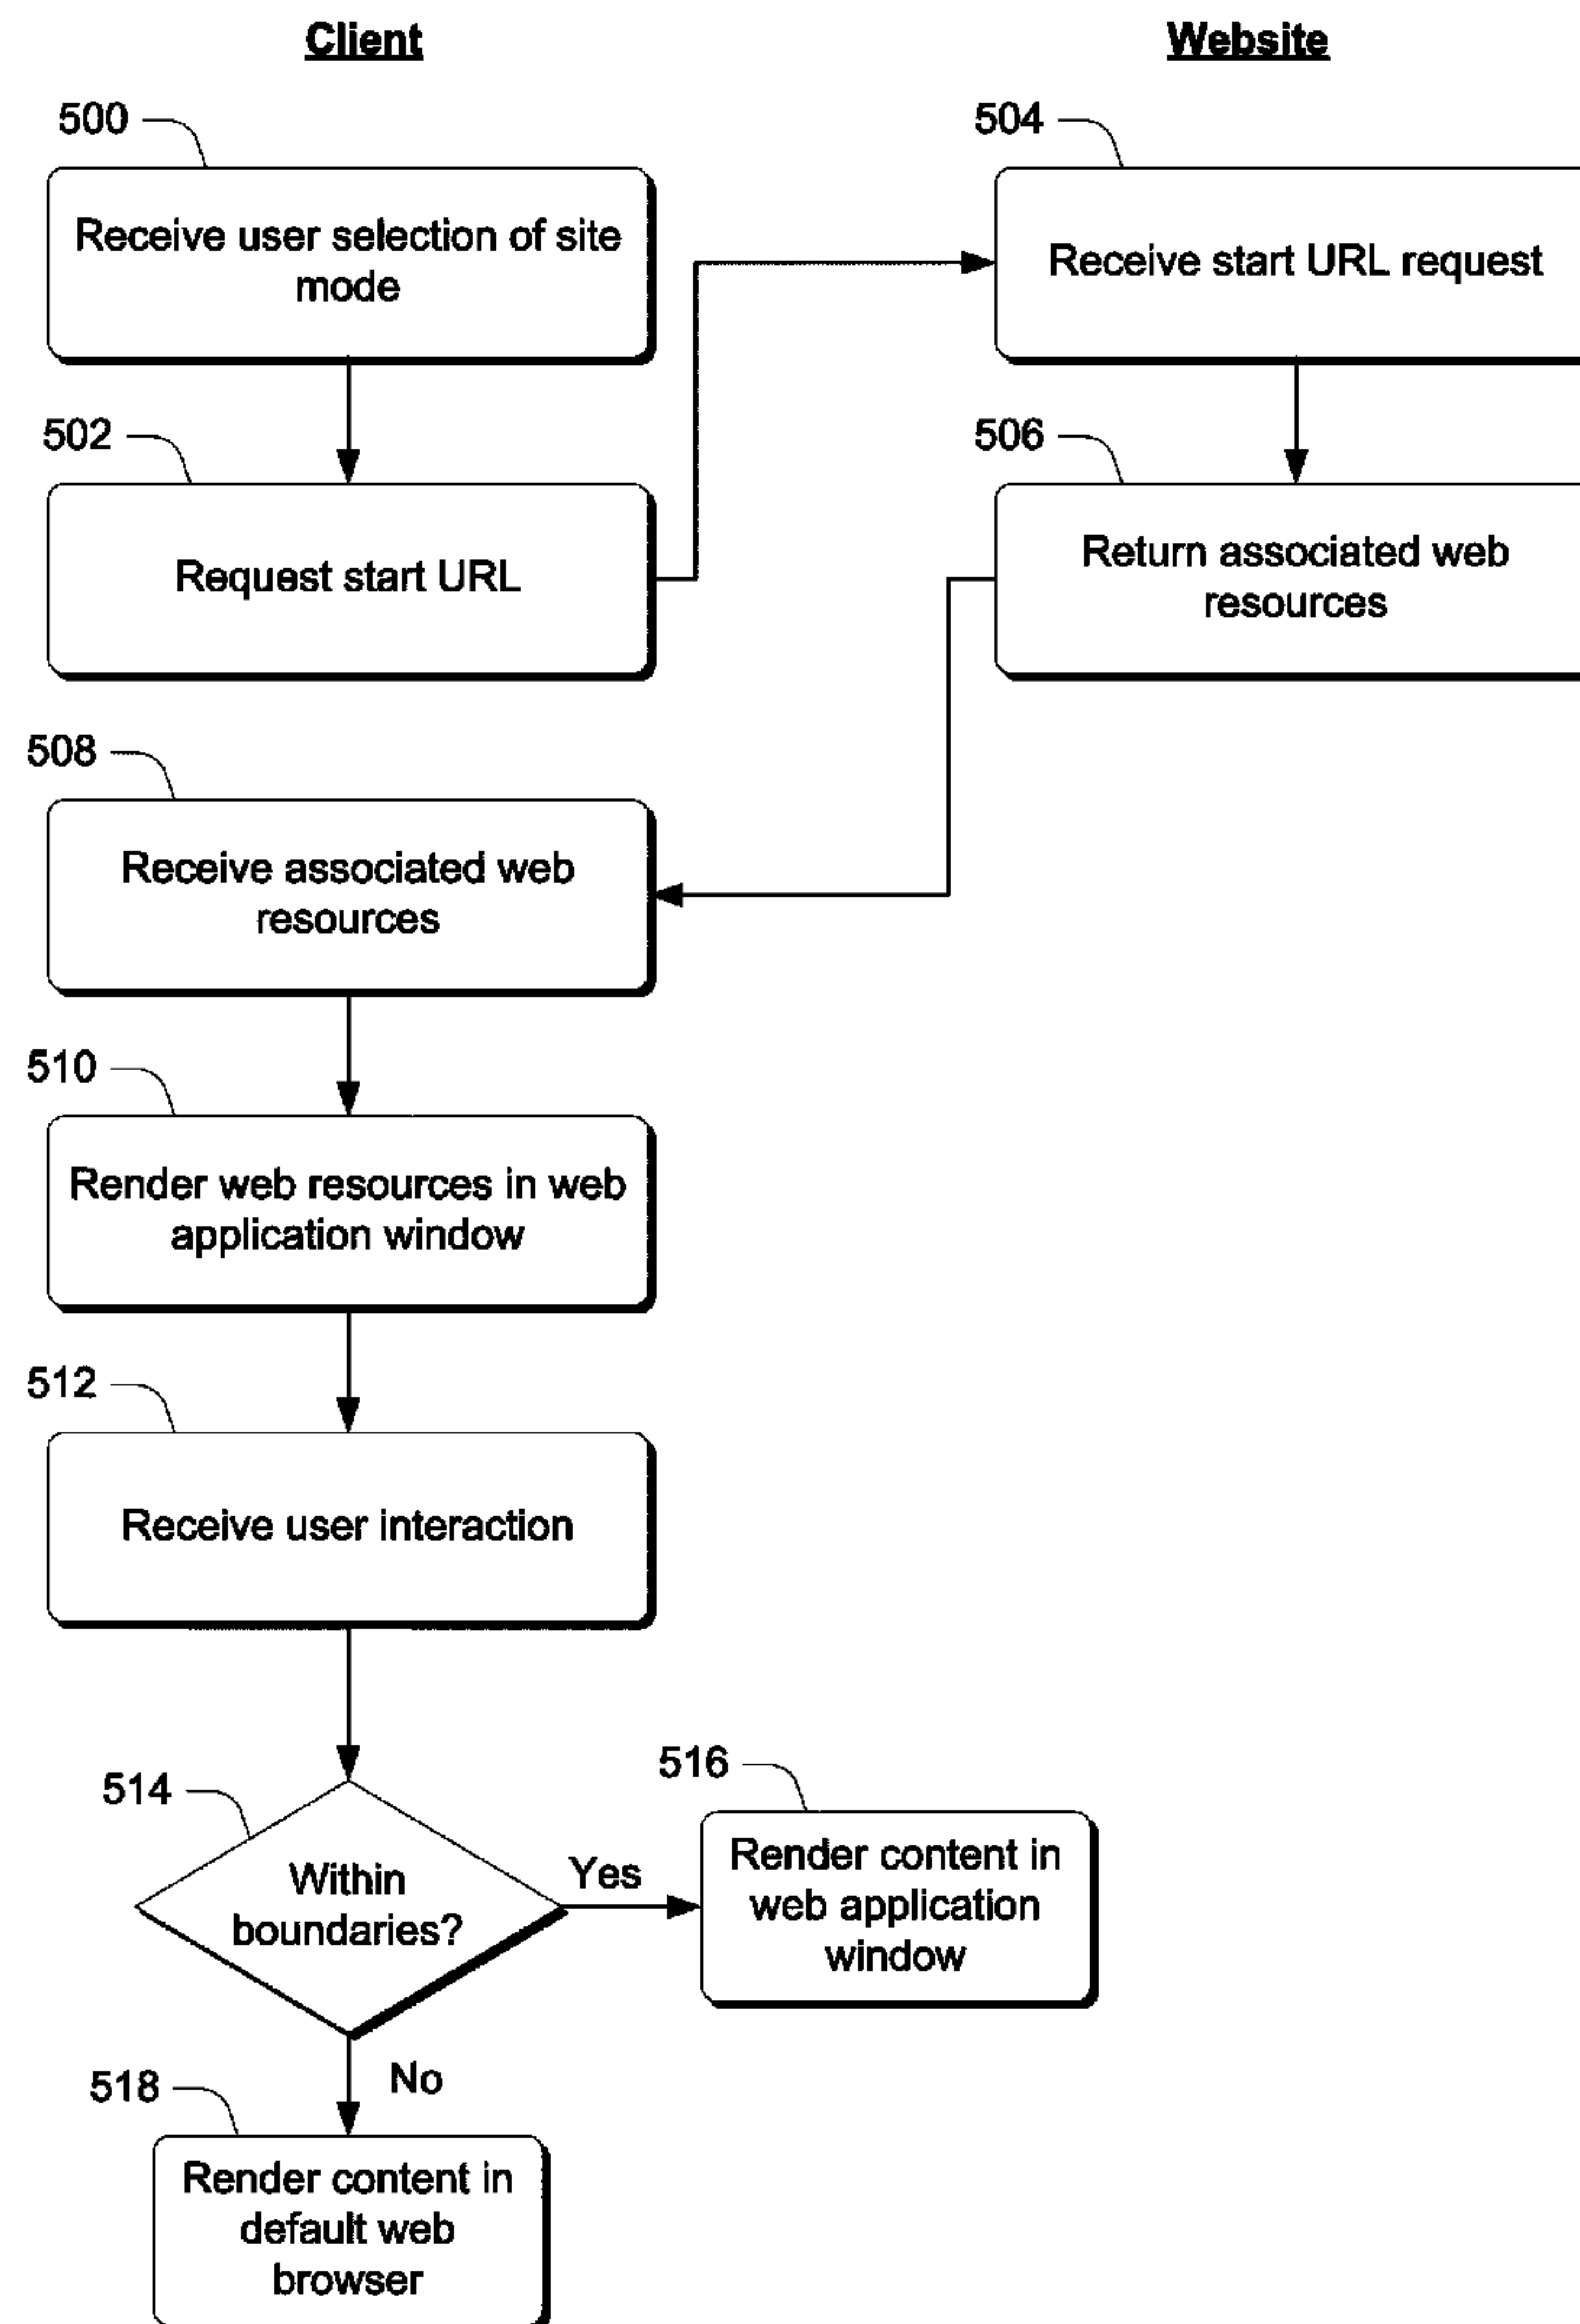 Client
Website
500
Receive user selection of site
mode
504
Receive start URL request
502
Request start URL
506
Return associated web
resources
508
Receive associated web
resources
510
Render web resources in web
application window
512
Receive user interaction
514
Within
boundaries?
Yes
516
Render content in
web application
window
No
518
Render content in
default web
browser